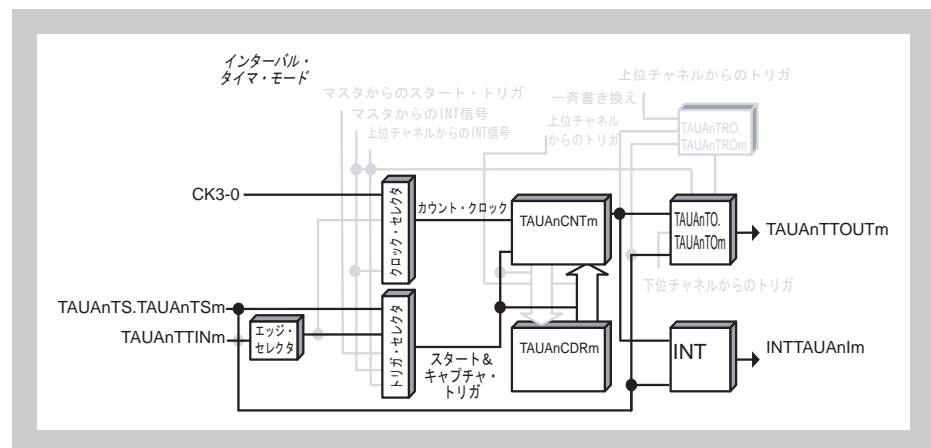 インターバル・
タイマ・モード
上位チャネルからのトリガ
マスタからのスタート・トリガ
一斉書き換え
マスタからのINT信号
上位チャネル
からのトリガ
上位チャネルからのINT信号
TAUAnTRO.
TAUAnTROm
CK3-0
クロック・セレクタ
カウント・クロック
TAUAnCNTm
TAUAnTO.
TAUAnTOm
TAUAnTTOUTm
下位チャネルからのトリガ
TAUAnTS.TAUAnTSm
TAUAnTTINm
エッジ・
セレクタ
トリガ・セレクタ
スタート&
キャプチャ・
トリガ
TAUAnCDRm
INT
INTTAUAnIm